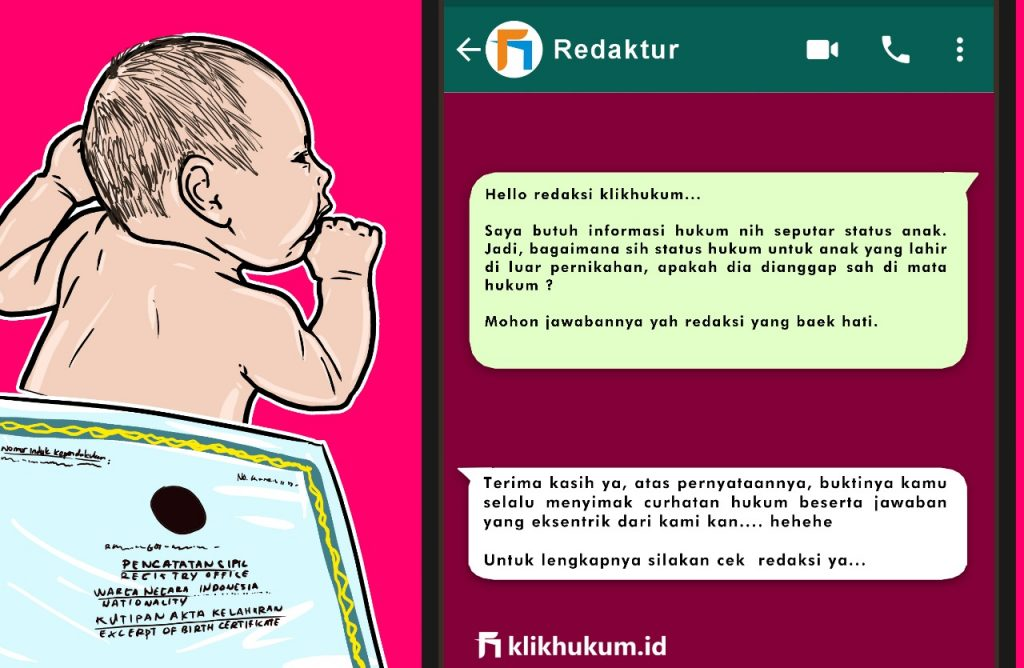 Redaktur
Hello redaksi klikhukum...
Saya butuh informasi hukum nih seputar status anak.
Jadi, bagaimana sih status hukum untuk anak yang lahir
di luar pernikahan, apakah dia dianggap sah di mata
hukum ?
Mohon jawabannya yah redaksi yang baek hati.
Terima kasih ya, atas pernyataannya, buktinya kamu
selalu menyimak curhatan hukum beserta jawaban
yang eksentrik dari kami kan.... hehehe
Untuk lengkapnya silakan cek redaksi ya...
klikhukum.id
Nomor Induk Kependudukan:
PENCATATAN SIPIL
REGISTRY OFFICE
WARGA NEGARA INDONESIA
NATIONALITY
KUTIPAN AKTA KELAHIRAN
EXCERPT OF BIRTH CERTIFICATE